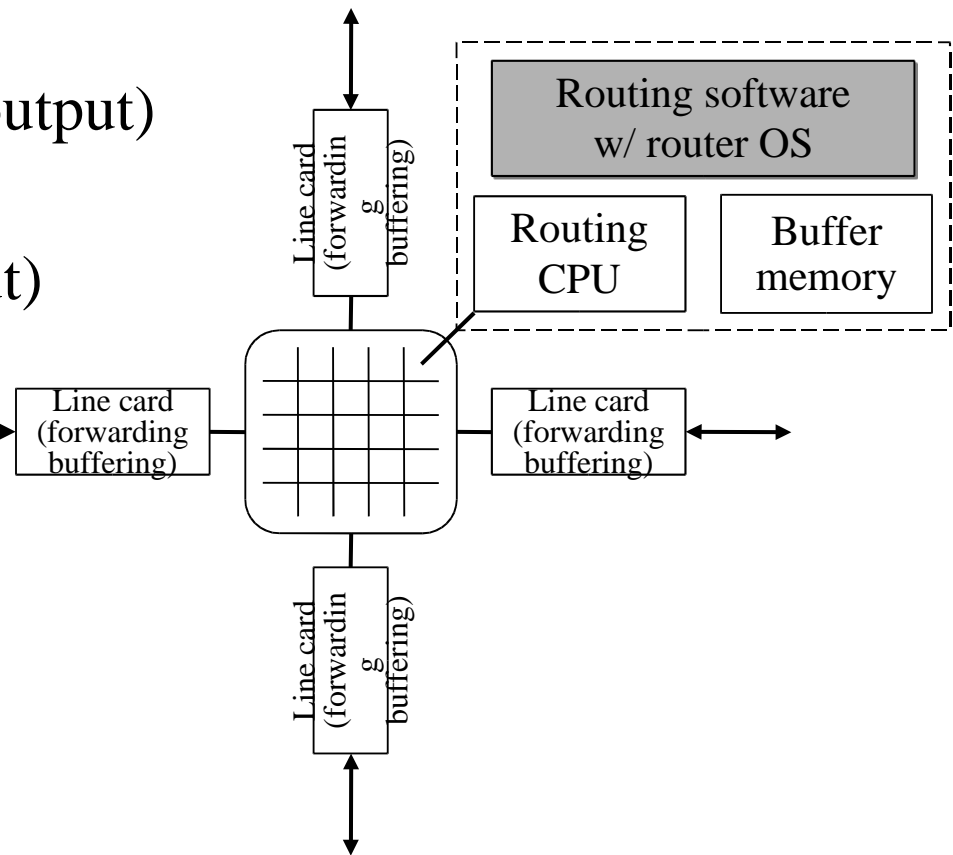 output)
t)
Line card
(forwardin
g
buffering)
Routing software
w/ router OS
Routing
CPU
Buffer
memory
Line card
(forwarding
buffering)
Line card
(forwarding
buffering)
Line card
(forwardin
g
buffering)